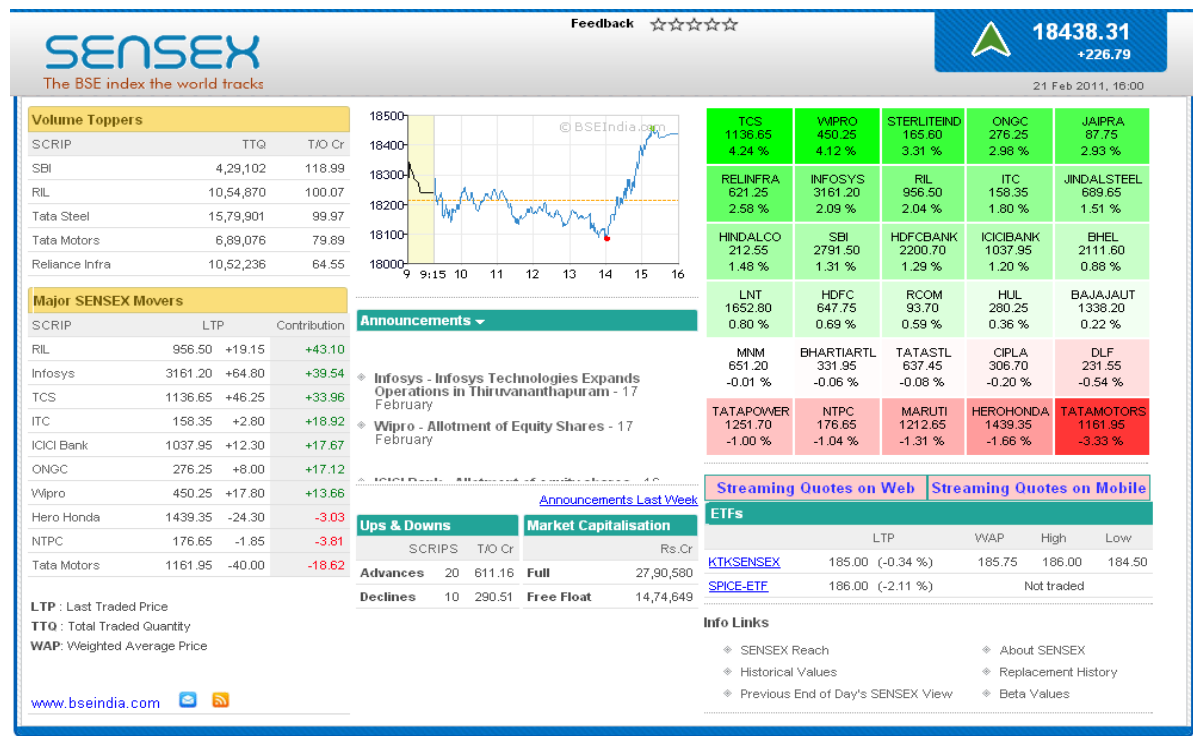 Feedback
SENSEX
The BSE index the world tracks
18438.31
+226.79
21 Feb 2011, 16:00
Volume Toppers
SCRIP TTQ T/O Cr
SBI 4,29,102 118.99
RIL 10,54,870 100.07
Tata Steel 15,79,901 99.97
Tata Motors 6,89,076 79.89
Reliance Infra 10,52,236 64.55
Major SENSEX Movers
SCRIP LTP Contribution
RIL 956.50 +19.15 +43.10
Infosys 3161.20 +64.80 +39.54
TCS 1136.65 +46.25 +33.96
ITC 158.35 +2.80 +18.92
ICICI Bank 1037.95 +12.30 +17.67
ONGC 276.25 +8.00 +17.12
Wipro 450.25 +17.80 +13.66
Hero Honda 1439.35 -24.30 -3.03
NTPC 176.65 -1.85 -3.81
Tata Motors 1161.95 -40.00 -18.62
LTP : Last Traded Price
TTQ : Total Traded Quantity
WAP: Weighted Average Price
www.bseindia.com
© BSEIndia.com
18500
18400
18300
18200
18100
18000
9 9:15 10 11 12 13 14 15 16
Announcements
Infosys - Infosys Technologies Expands
Operations in Thiruvananthapuram - 17
February
Wipro - Allotment of Equity Shares - 17
February
Announcements Last Week
Ups & Downs
SCRIPS T/O Cr
Advances 20 611.16
Declines 10 290.51
Market Capitalisation
Rs.Cr
Full 27,90,580
Free Float 14,74,649
TCS WIPRO STERLITEIND ONGC JAIPRA
1136.65 450.25 165.60 276.25 87.75
4.24 % 4.12 % 3.31 % 2.98 % 2.93 %
RELINFRA INFOSYS RIL ITC JINDALSTEEL
621.25 3161.20 956.50 158.35 689.65
2.58 % 2.09 % 2.04 % 1.80 % 1.51 %
HINDALCO SBI HDFCBANK ICICIBANK BHEL
212.55 2791.50 2200.70 1037.95 2111.60
1.48 % 1.31 % 1.29 % 1.20 % 0.88 %
LNT HDFC RCOM HUL BAJAJAUT
1652.80 647.75 93.70 280.25 1338.20
0.80 % 0.69 % 0.59 % 0.36 % 0.22 %
MNM BHARTIARTL TATASTL CIPLA DLF
651.20 331.95 637.45 306.70 231.55
-0.01 % -0.06 % -0.08 % -0.20 % -0.54 %
TATAPOWER NTPC MARUTI HEROHONDA TATAMOTORS
1251.70 176.65 1212.65 1439.35 1161.95
-1.00 % -1.04 % -1.31 % -1.66 % -3.33 %
Streaming Quotes on Web Streaming Quotes on Mobile
ETFs
LTP WAP High Low
KTKSENSEX 185.00 (-0.34 %) 185.75 186.00 184.50
SPICE-ETF 186.00 (-2.11 %) Not traded
Info Links
SENSEX Reach
Historical Values
Previous End of Day's SENSEX View
About SENSEX
Replacement History
Beta Values